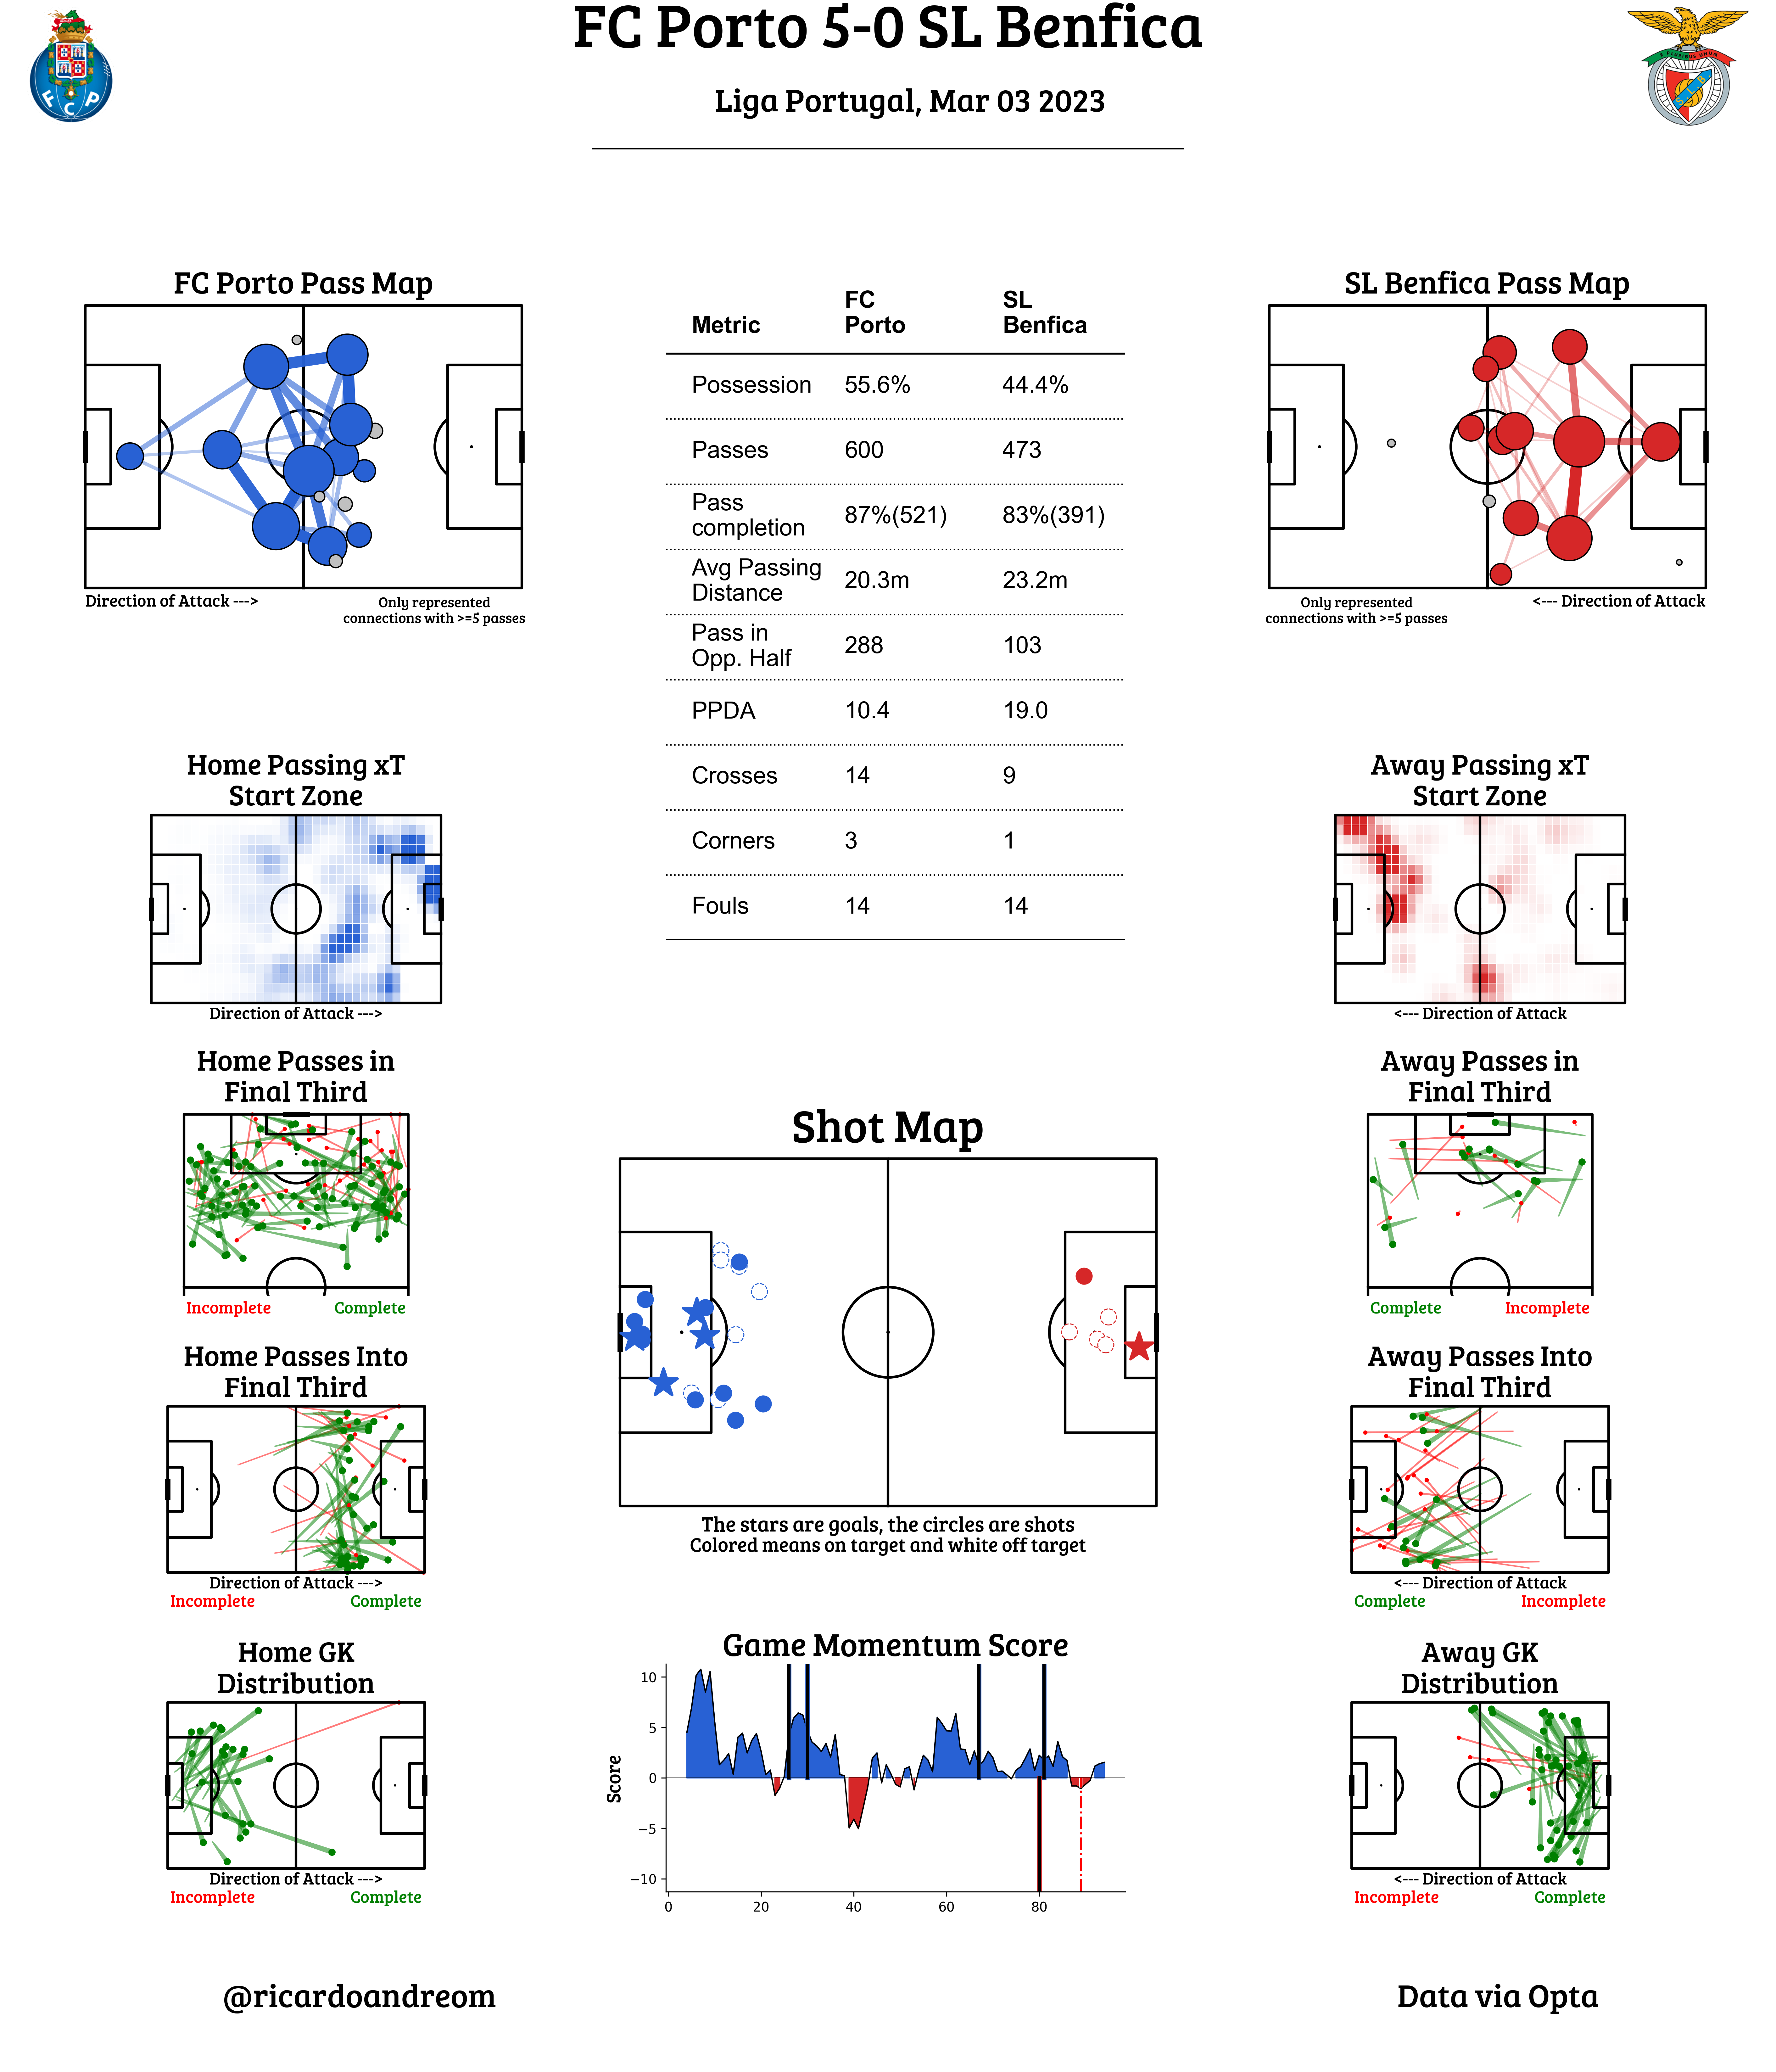 FC Porto 5-0 SL Benfica
Liga Portugal, Mar 03 2023
F C P
E PLURIBUS UNUM
FC Porto Pass Map
Direction of Attack --->
Only represented
connections with >=5 passes
Metric FC Porto SL Benfica
Possession 55.6% 44.4%
Passes 600 473
Pass completion 87%(521) 83%(391)
Avg Passing Distance 20.3m 23.2m
Pass in Opp. Half 288 103
PPDA 10.4 19.0
Crosses 14 9
Corners 3 1
Fouls 14 14
SL Benfica Pass Map
Only represented
connections with >=5 passes
<--- Direction of Attack
Home Passing xT
Start Zone
Direction of Attack --->
Away Passing xT
Start Zone
<--- Direction of Attack
Home Passes in
Final Third
Incomplete Complete
Away Passes in
Final Third
Complete Incomplete
Shot Map
The stars are goals, the circles are shots
Colored means on target and white off target
Home Passes Into
Final Third
Direction of Attack --->
Incomplete Complete
Away Passes Into
Final Third
<--- Direction of Attack
Complete Incomplete
Home GK
Distribution
Direction of Attack --->
Incomplete Complete
Game Momentum Score
Score
10
5
0
−5
−10
0 20 40 60 80
Away GK
Distribution
<--- Direction of Attack
Incomplete Complete
@ricardoandreom
Data via Opta